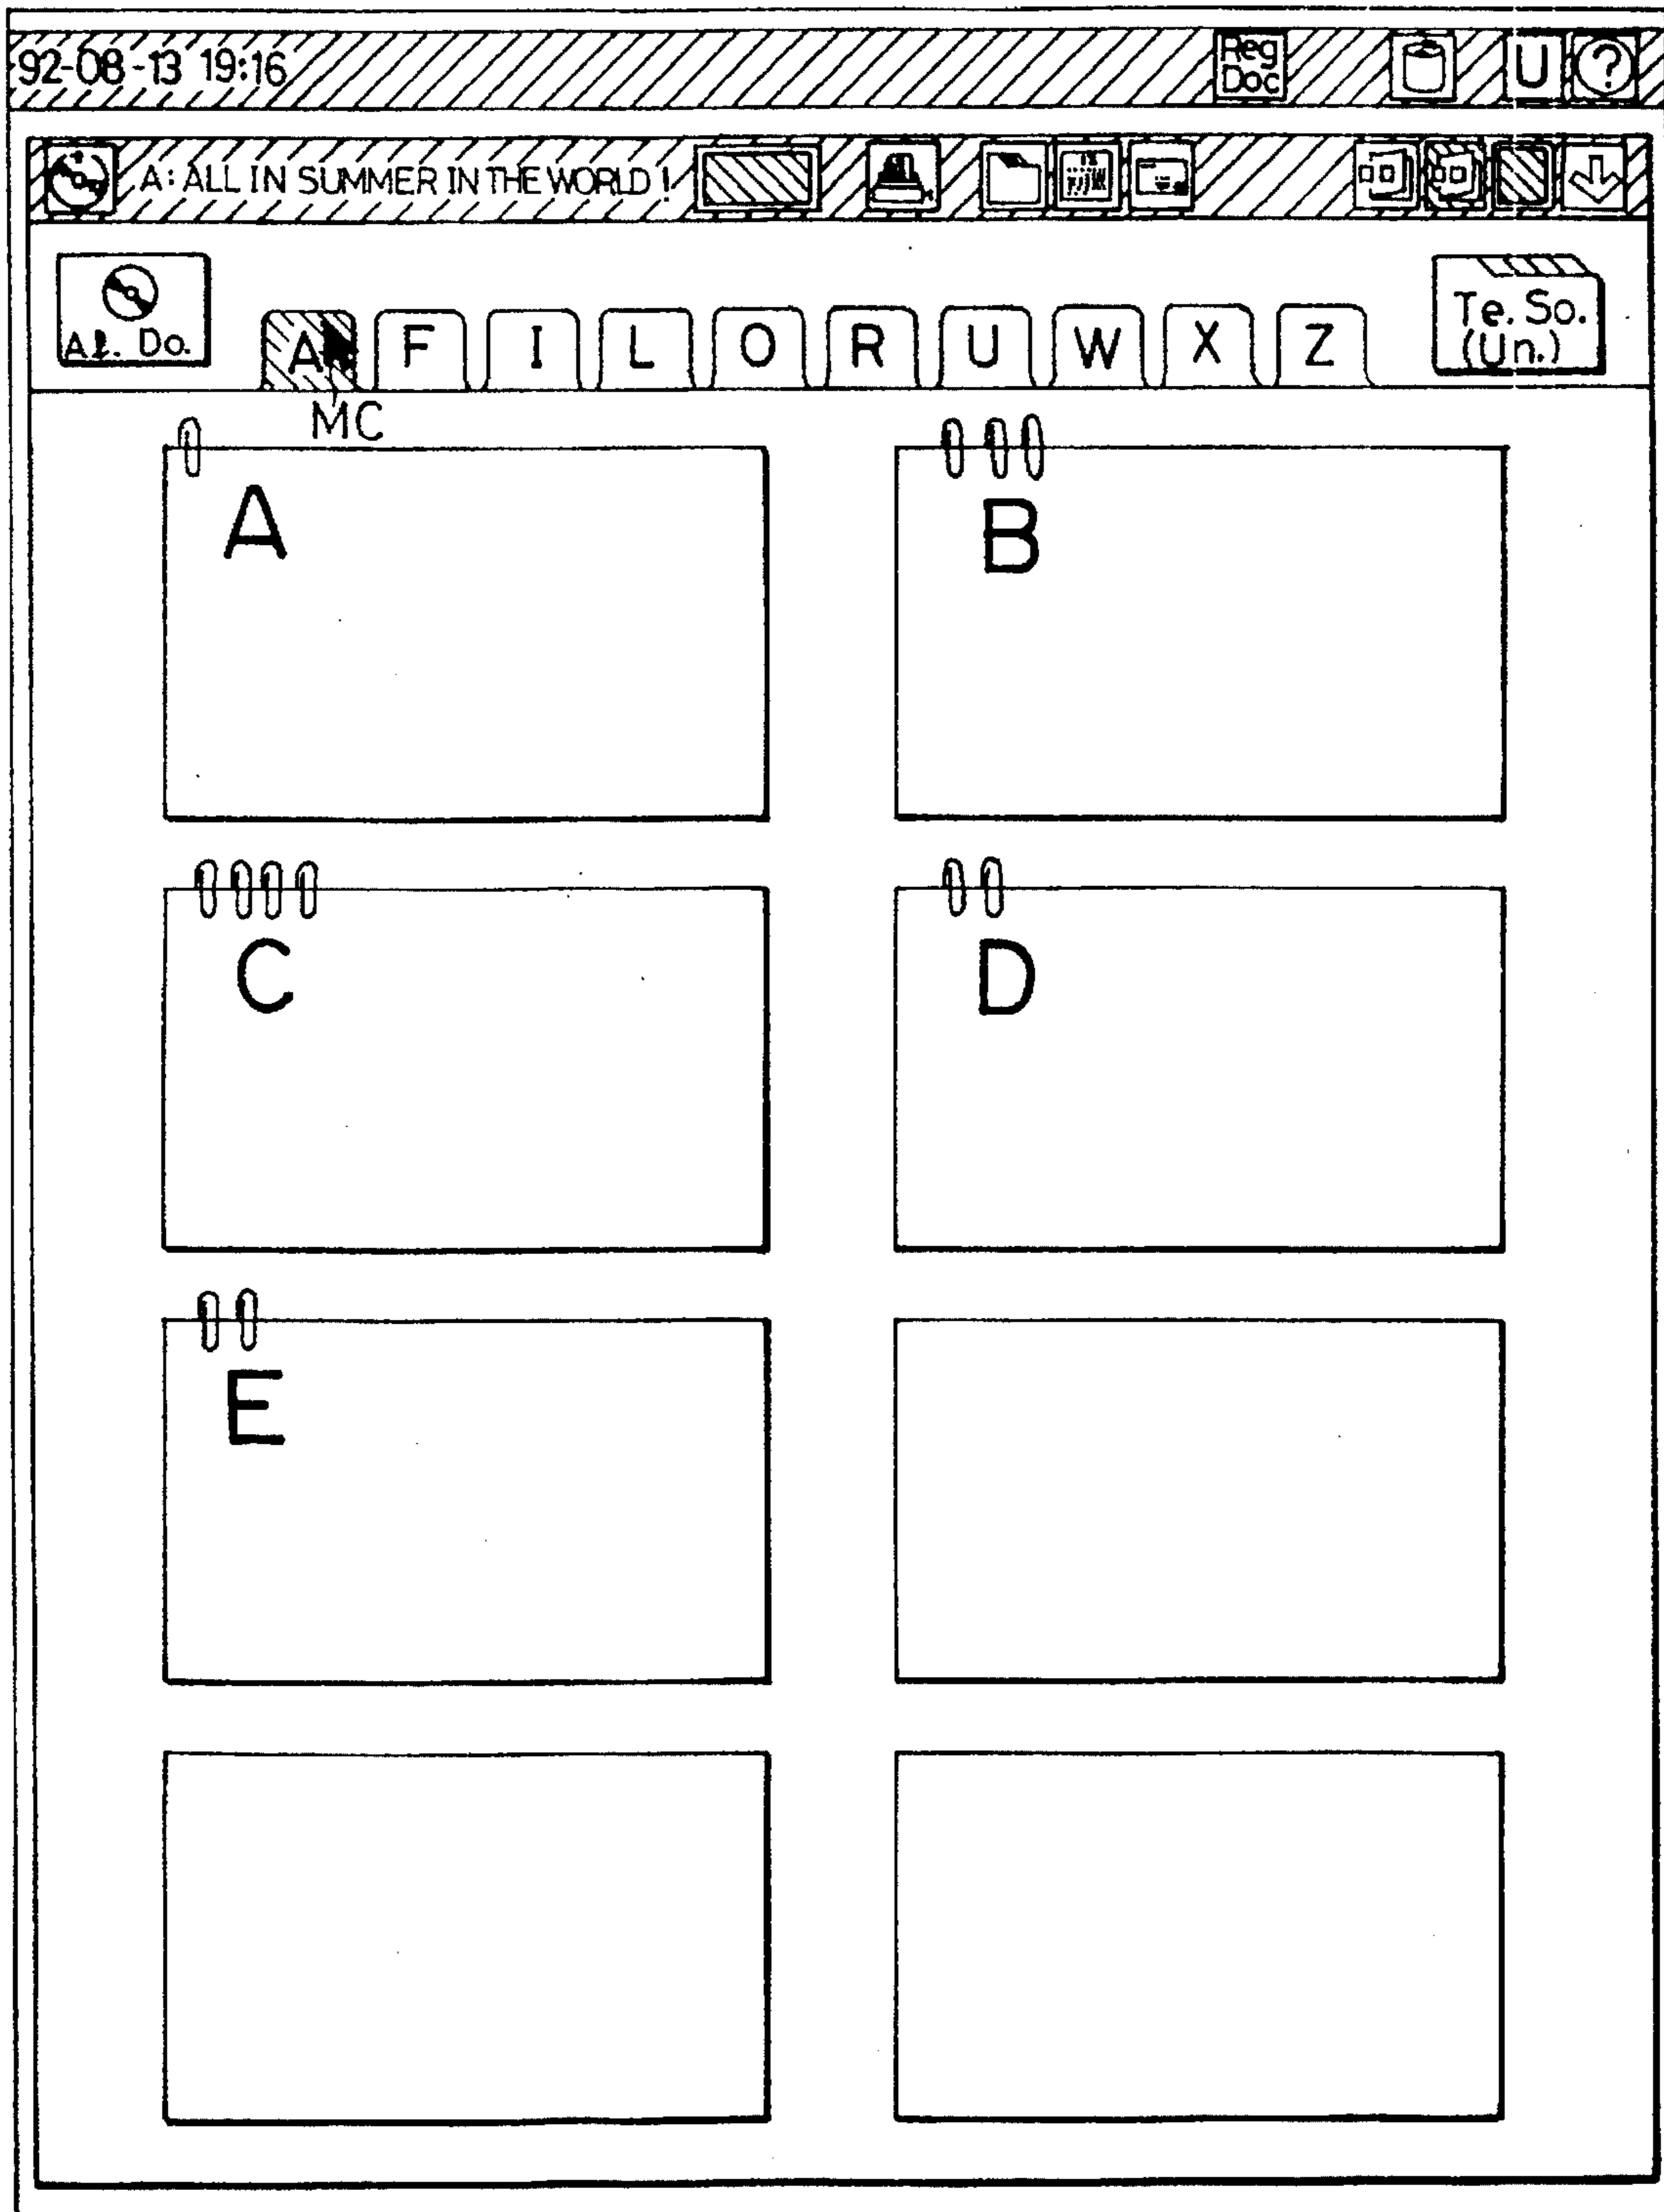 92-08-13 19:16
Reg
Doc
U
?
A: ALL IN SUMMER IN THE WORLD !
Al. Do.
A
F
I
L
O
R
U
W
X
Z
Te. So.
(Un.)
MC
A
B
C
D
E